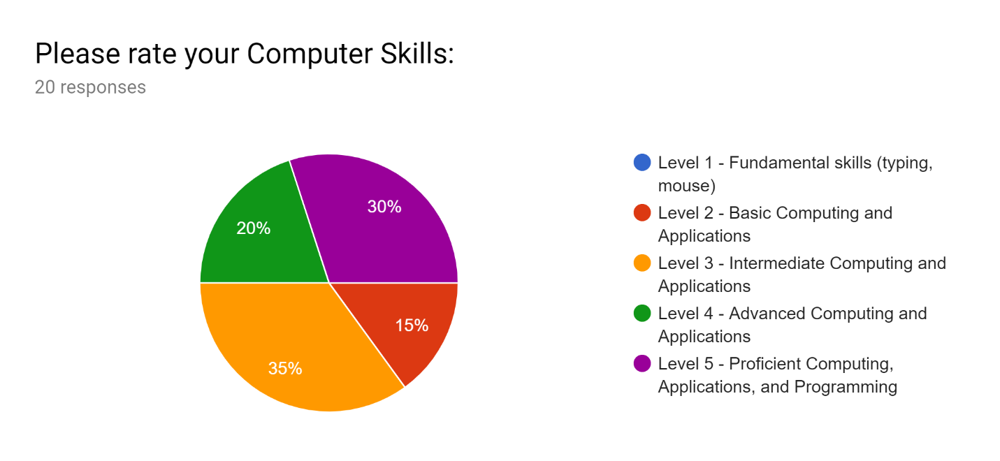 Please rate your Computer Skills:
20 responses
30%
20%
15%
35%
Level 1 - Fundamental skills (typing,
mouse)
Level 2 - Basic Computing and
Applications
Level 3 - Intermediate Computing and
Applications
Level 4 - Advanced Computing and
Applications
Level 5 - Proficient Computing,
Applications, and Programming